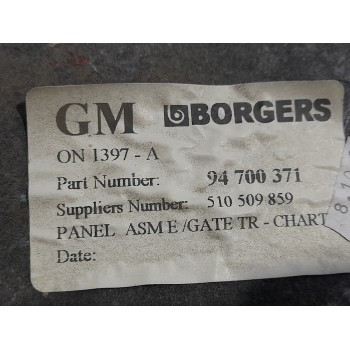 GM BORGERS
ON 1397 - A
Part Number: 94 700 371
Suppliers Number: 510 509 859
PANEL ASM E /GATE TR - CHART
Date: